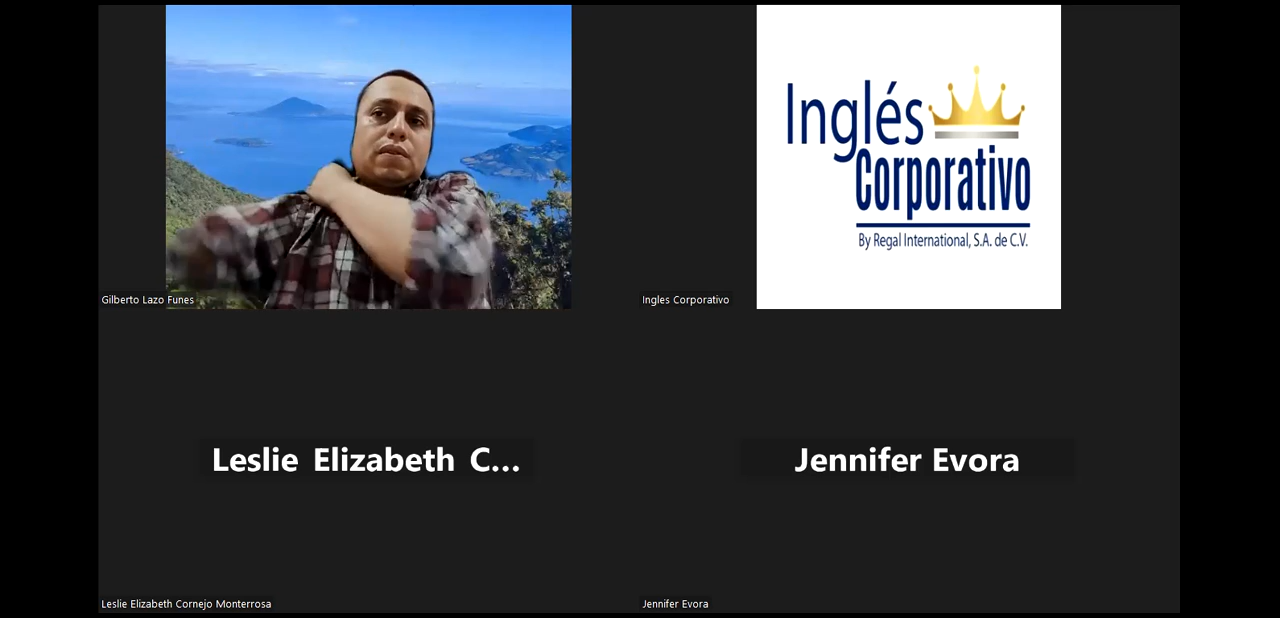 Inglés
Corporativo
By Regal International, S.A. de C.V.
Gilberto Lazo Funes
Ingles Corporativo
Leslie Elizabeth C...
Jennifer Evora
Leslie Elizabeth Cornejo Monterrosa
Jennifer Evora